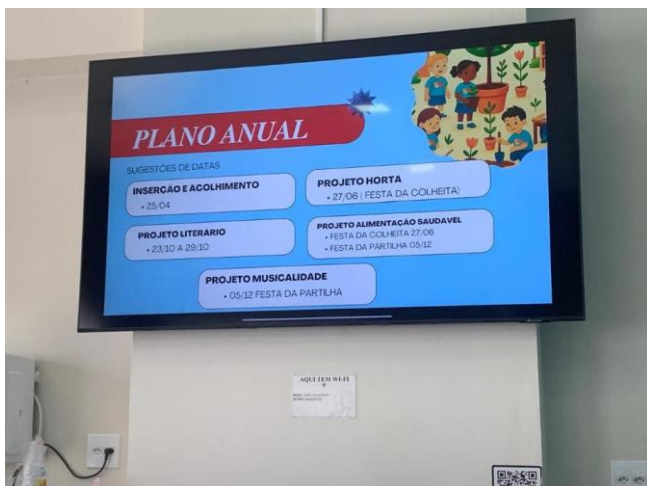 PLANO ANUAL
SUGESTÕES DE DATAS
INSERÇÃO E ACOLHIMENTO
• 25/04
PROJETO HORTA
• 27/06 ( FESTA DA COLHEITA)
PROJETO LITERARIO
• 23/10 A 29/10
PROJETO ALIMENTAÇÃO SAUDAVEL
• FESTA DA COLHEITA 27/06
• FESTA DA PARTILHA 05/12
PROJETO MUSICALIDADE
• 05/12 FESTA DA PARTILHA
AQUI TEM WI-FI